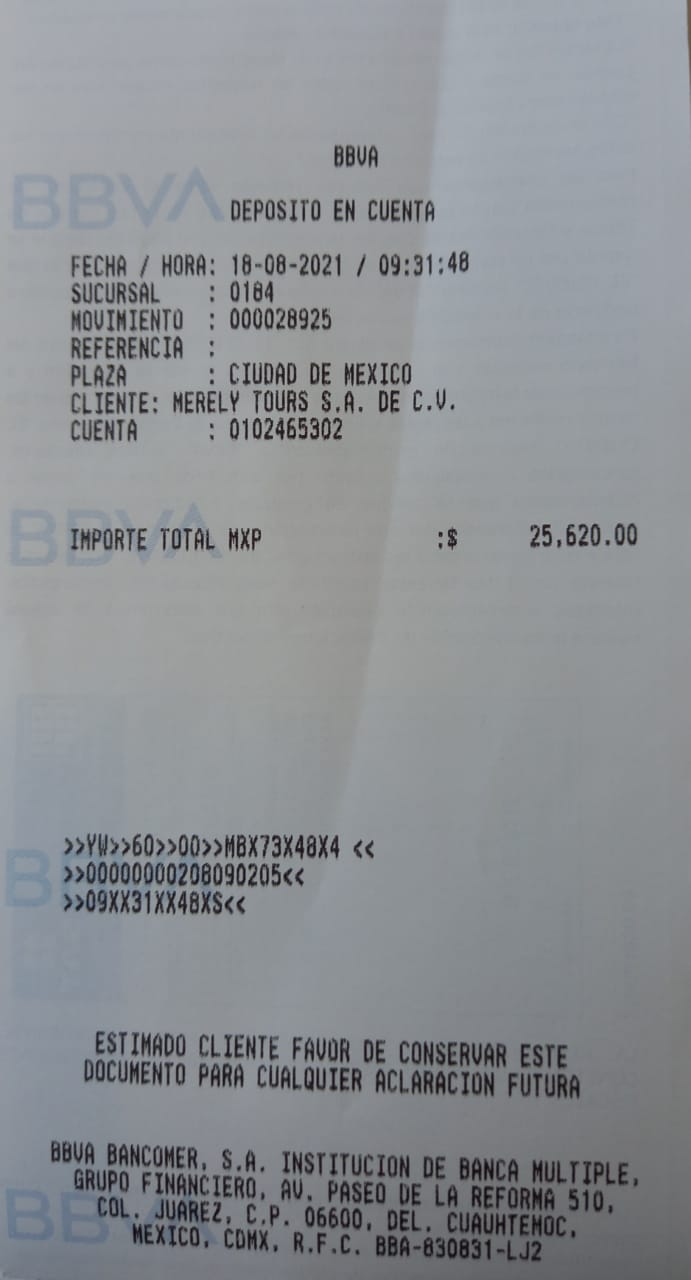 BBVA
BBVA
DEPOSITO EN CUENTA
FECHA / HORA: 18-08-2021 / 09:31:48
SUCURSAL : 0184
MOVIMIENTO : 000028925
REFERENCIA :
PLAZA : CIUDAD DE MEXICO
CLIENTE: MERELY TOURS S.A. DE C.V.
CUENTA : 0102465302
BBVA
IMPORTE TOTAL MXP :$ 25,620.00
>>YW>>60>>00>>MBX73X48X4 <<
>>00000000208090205<<
>>09XX31XX48XS<<
ESTIMADO CLIENTE FAVOR DE CONSERVAR ESTE
DOCUMENTO PARA CUALQUIER ACLARACION FUTURA
BBVA BANCOMER, S.A. INSTITUCION DE BANCA MULTIPLE,
GRUPO FINANCIERO, AV. PASEO DE LA REFORMA 510,
COL. JUAREZ, C.P. 06600, DEL. CUAUHTEMOC,
MEXICO, CDMX, R.F.C. BBA-830831-LJ2